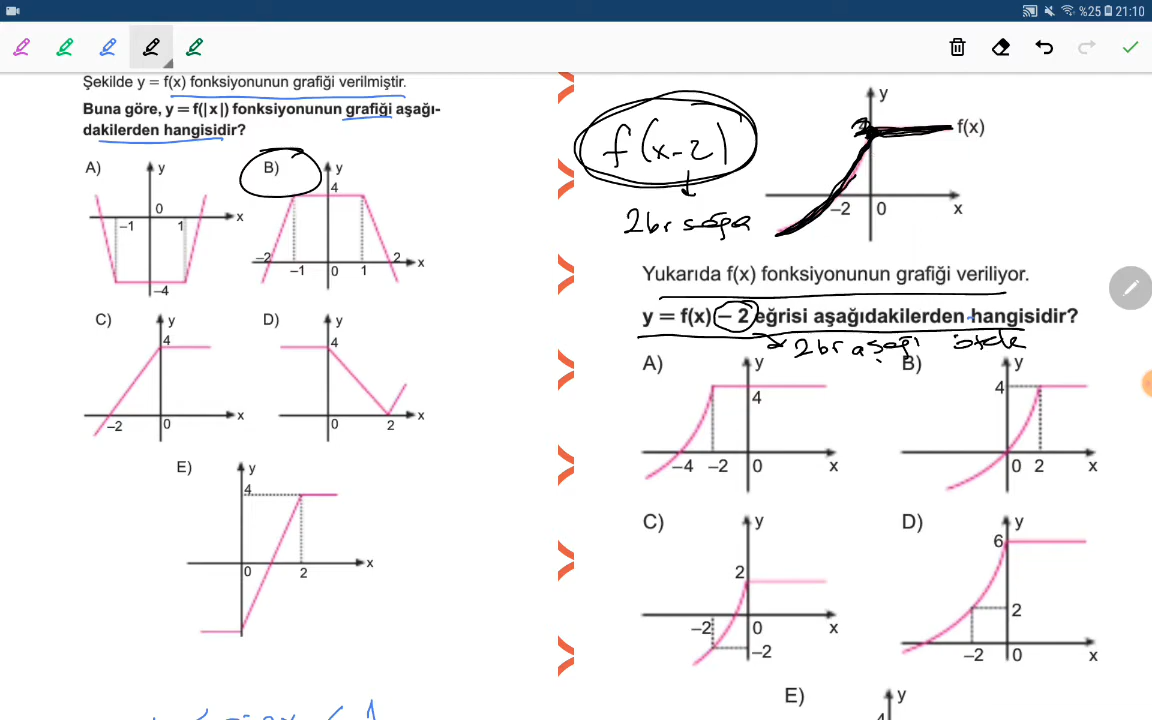 %25 21:10
Şekilde y = f(x) fonksiyonunun grafiği verilmiştir.
Buna göre, y = f(|x|) fonksiyonunun grafiği aşağı-
dakilerden hangisidir?
A) y
0
x
–1 1
–4
B) y
4
–2 2
x
–1 0 1
C) y
4
x
–2 0
D) y
4
x
0 2
E) y
4
x
0 2
f(x-2)
2br sağa
y
f(x)
–2 0 x
Yukarıda f(x) fonksiyonunun grafiği veriliyor.
y = f(x) – 2 eğrisi aşağıdakilerden hangisidir?
2br aşağı ötele
A) y
4
–4 –2 0 x
B) y
4
0 2 x
C) y
2
–2 0 x
–2
D) y
6
2
–2 0 x
E) y
4